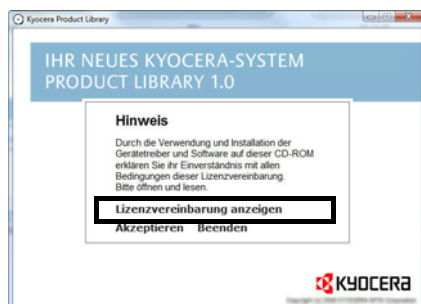 Kyocera Product Library
IHR NEUES KYOCERA-SYSTEM
PRODUCT LIBRARY 1.0
Hinweis
Durch die Verwendung und Installation der
Gerätetreiber und Software auf dieser CD-ROM
erklären Sie ihr Einverständnis mit allen
Bedingungen dieser Lizenzvereinbarung.
Bitte öffnen und lesen.
Lizenzvereinbarung anzeigen
Akzeptieren Beenden
KYOCERA